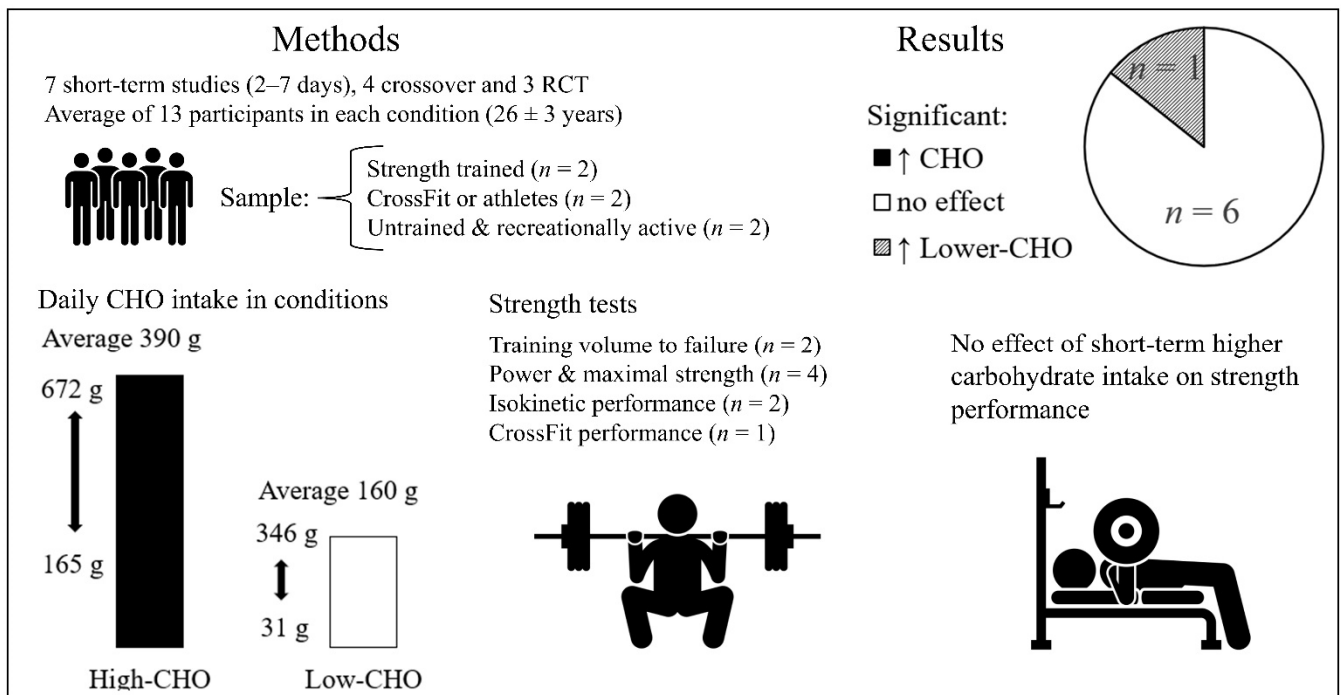 Methods
7 short-term studies (2–7 days), 4 crossover and 3 RCT
Average of 13 participants in each condition (26 ± 3 years)
Sample:
Strength trained (n = 2)
CrossFit or athletes (n = 2)
Untrained & recreationally active (n = 2)
Results
Significant:
↑ CHO
no effect
↑ Lower-CHO
n = 1
n = 6
Daily CHO intake in conditions
Average 390 g
672 g
165 g
High-CHO
Average 160 g
346 g
31 g
Low-CHO
Strength tests
Training volume to failure (n = 2)
Power & maximal strength (n = 4)
Isokinetic performance (n = 2)
CrossFit performance (n = 1)
No effect of short-term higher
carbohydrate intake on strength
performance